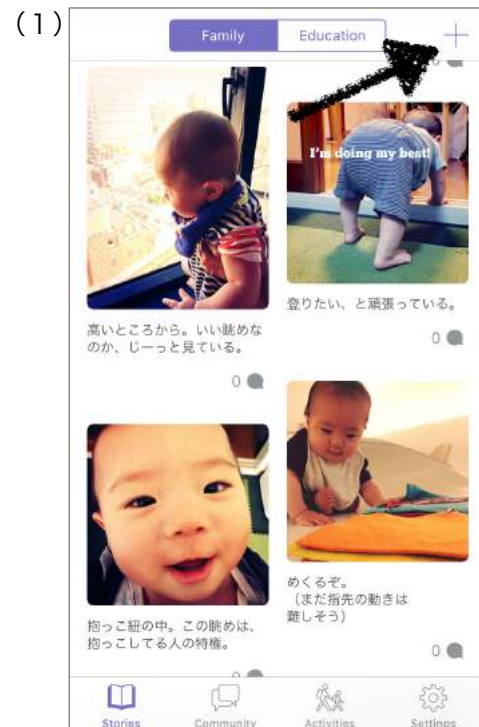 (1)
Family
Education
0
I'm doing my best!
高いところから。いい眺めな
のか、じーっと見ている。
0
登りたい、と頑張っている。
0
抱っこ紐の中。この眺めは、
抱っこしてる人の特権。
めくるぞ。
(まだ指先の動きは
難しそう)
0
0
Stories
Community
Activities
Settings